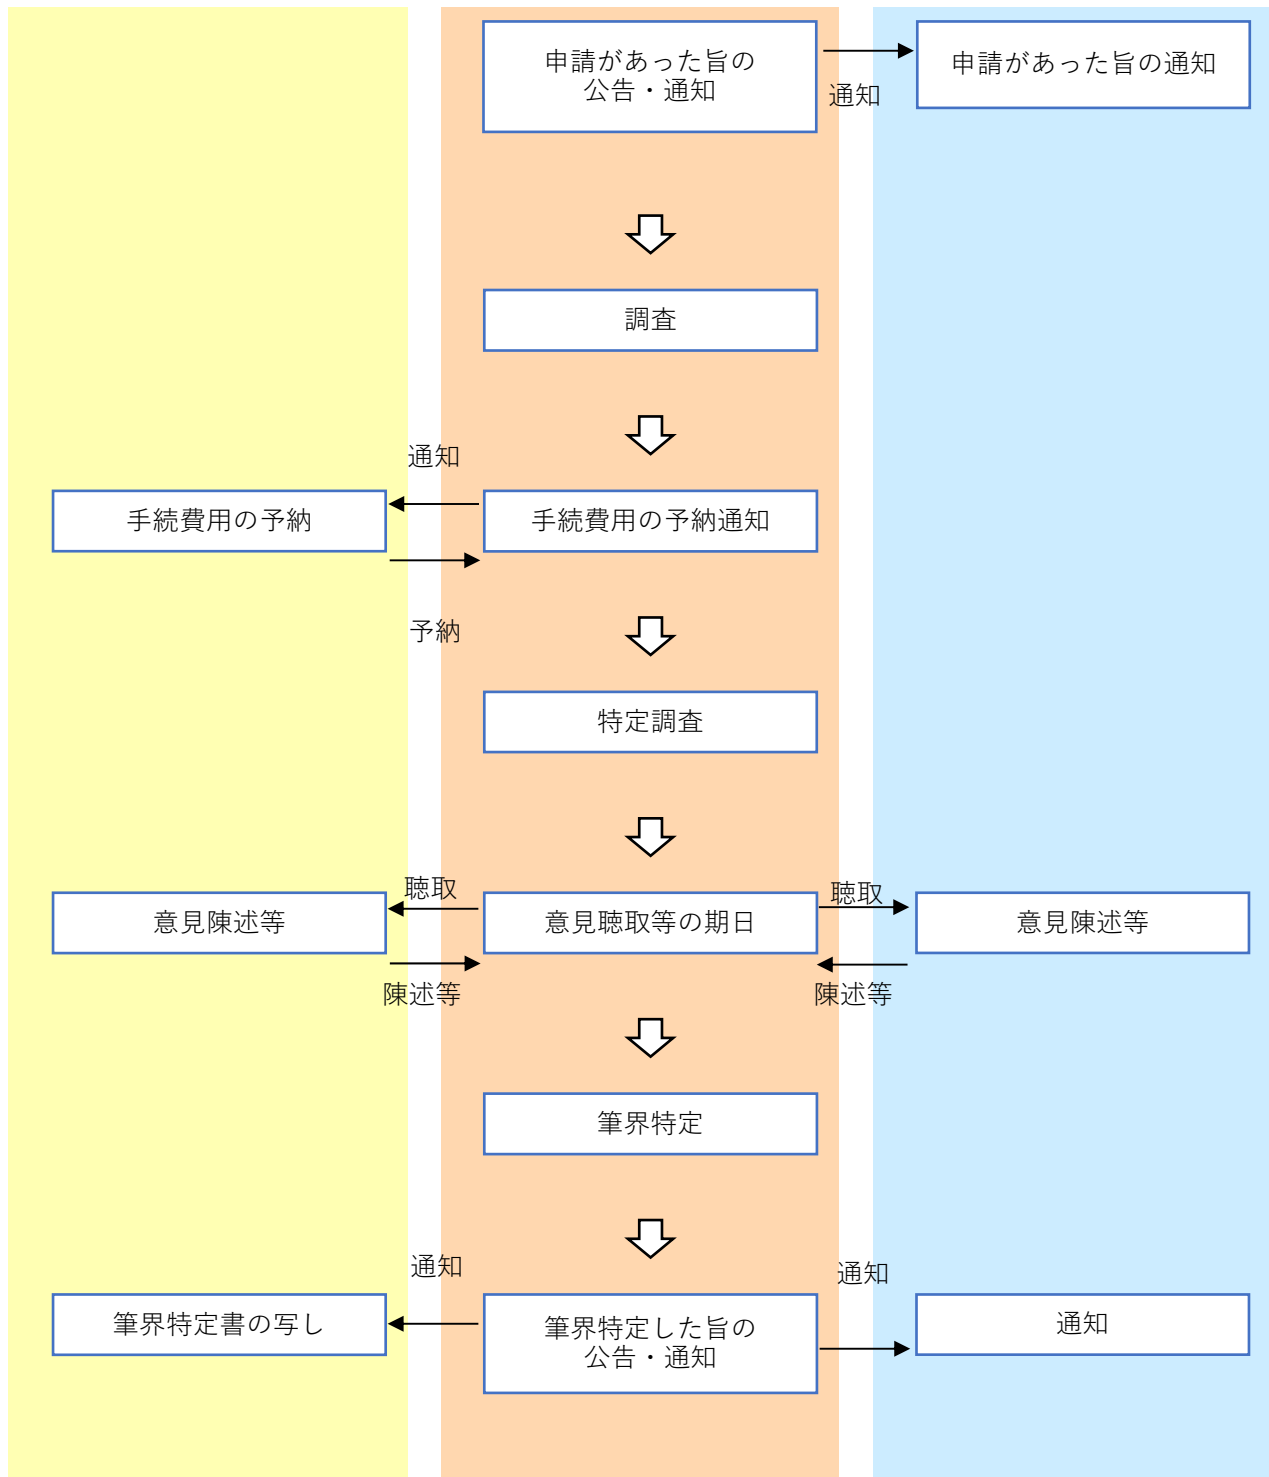 申請があった旨の
公告・通知
通知
申請があった旨の通知
調査
通知
手続費用の予納
手続費用の予納通知
予納
特定調査
聴取
聴取
意見陳述等
意見聴取等の期日
意見陳述等
陳述等
陳述等
筆界特定
通知
通知
筆界特定書の写し
筆界特定した旨の
公告・通知
通知